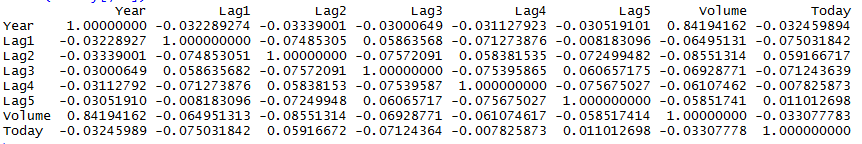 Year Lag1 Lag2 Lag3 Lag4 Lag5 Volume Today
Year 1.00000000 -0.032289274 -0.03339001 -0.03000649 -0.031127923 -0.030519101 0.84194162 -0.032459894
Lag1 -0.03228927 1.000000000 -0.07485305 0.05863568 -0.071273876 -0.008183096 -0.06495131 -0.075031842
Lag2 -0.03339001 -0.074853051 1.00000000 -0.07572091 0.058381535 -0.072499482 -0.08551314 0.059166717
Lag3 -0.03000649 0.058635682 -0.07572091 1.00000000 -0.075395865 0.060657175 -0.06928771 -0.071243639
Lag4 -0.03112792 -0.071273876 0.05838153 -0.07539587 1.000000000 -0.075675027 -0.06107462 -0.007825873
Lag5 -0.03051910 -0.008183096 -0.07249948 0.06065717 -0.075675027 1.000000000 -0.05851741 0.011012698
Volume 0.84194162 -0.064951313 -0.08551314 -0.06928771 -0.061074617 -0.058517414 1.00000000 -0.033077783
Today -0.03245989 -0.075031842 0.05916672 -0.07124364 -0.007825873 0.011012698 -0.03307778 1.000000000